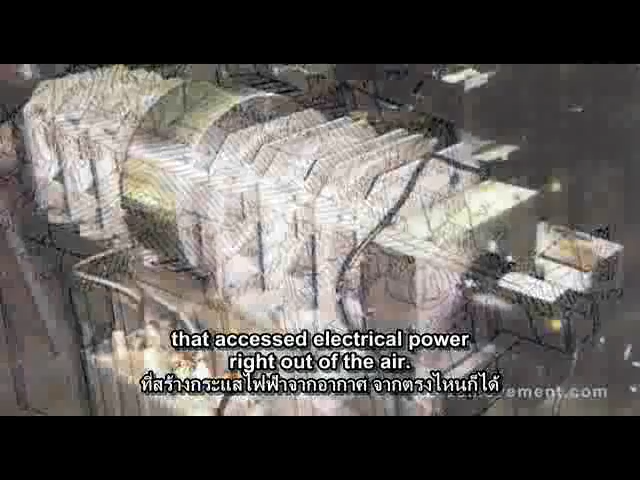 that accessed electrical power
right out of the air.
ที่สร้างกระแสไฟฟ้าจากอากาศ จากตรงไหนก็ได้